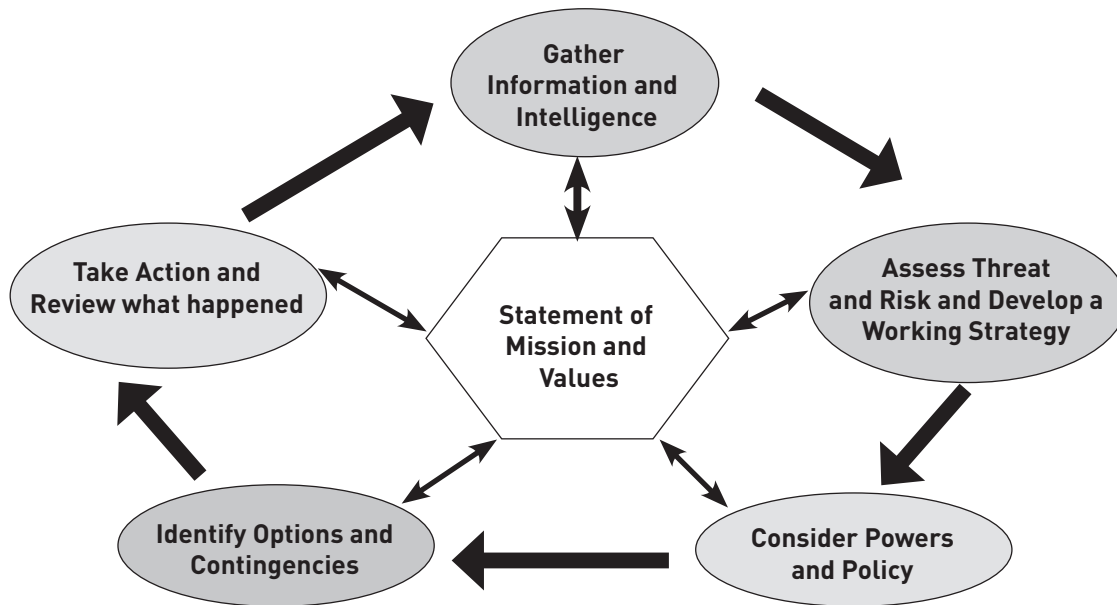 Gather
Information and
Intelligence
Assess Threat
and Risk and Develop a
Working Strategy
Consider Powers
and Policy
Identify Options and
Contingencies
Take Action and
Review what happened
Statement of
Mission and
Values